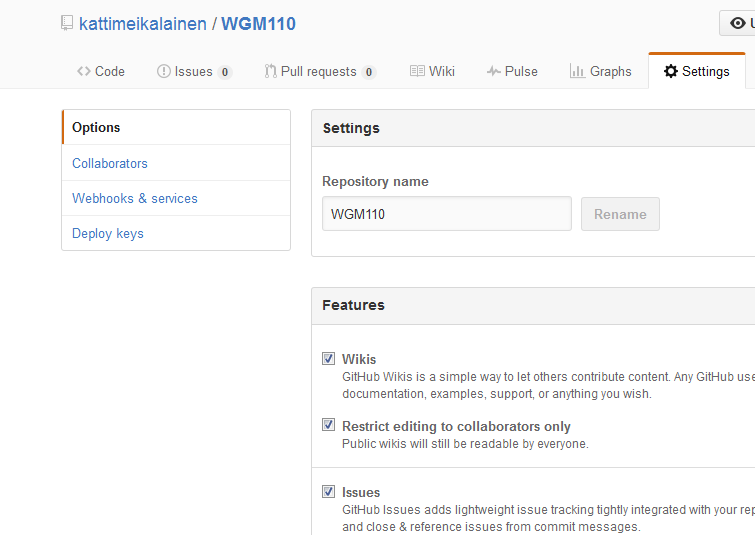 kattimeikalainen / WGM110
Code Issues 0 Pull requests 0 Wiki Pulse Graphs Settings
Options
Collaborators
Webhooks & services
Deploy keys
Settings
Repository name
WGM110 Rename
Features
Wikis
GitHub Wikis is a simple way to let others contribute content. Any GitHub
documentation, examples, support, or anything you wish.
Restrict editing to collaborators only
Public wikis will still be readable by everyone.
Issues
GitHub Issues adds lightweight issue tracking tightly integrated with your
and close & reference issues from commit messages.